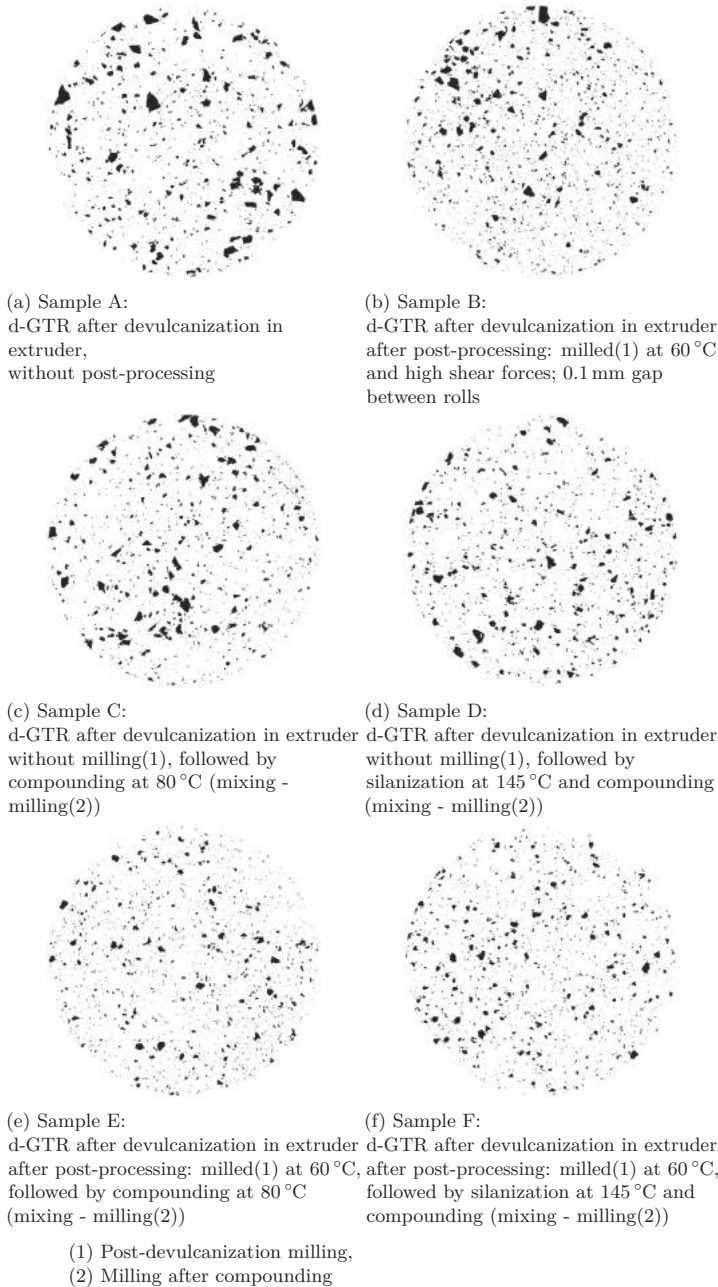 (a) Sample A:
d-GTR after devulcanization in
extruder,
without post-processing
(b) Sample B:
d-GTR after devulcanization in extruder
after post-processing: milled(1) at 60 °C
and high shear forces; 0.1 mm gap
between rolls
(c) Sample C:
d-GTR after devulcanization in extruder
without milling(1), followed by
compounding at 80 °C (mixing -
milling(2))
(d) Sample D:
d-GTR after devulcanization in extruder
without milling(1), followed by
silanization at 145 °C and compounding
(mixing - milling(2))
(e) Sample E:
d-GTR after devulcanization in extruder
after post-processing: milled(1) at 60 °C,
followed by compounding at 80 °C
(mixing - milling(2))
(f) Sample F:
d-GTR after devulcanization in extruder
after post-processing: milled(1) at 60 °C,
followed by silanization at 145 °C and
compounding (mixing - milling(2))
(1) Post-devulcanization milling,
(2) Milling after compounding